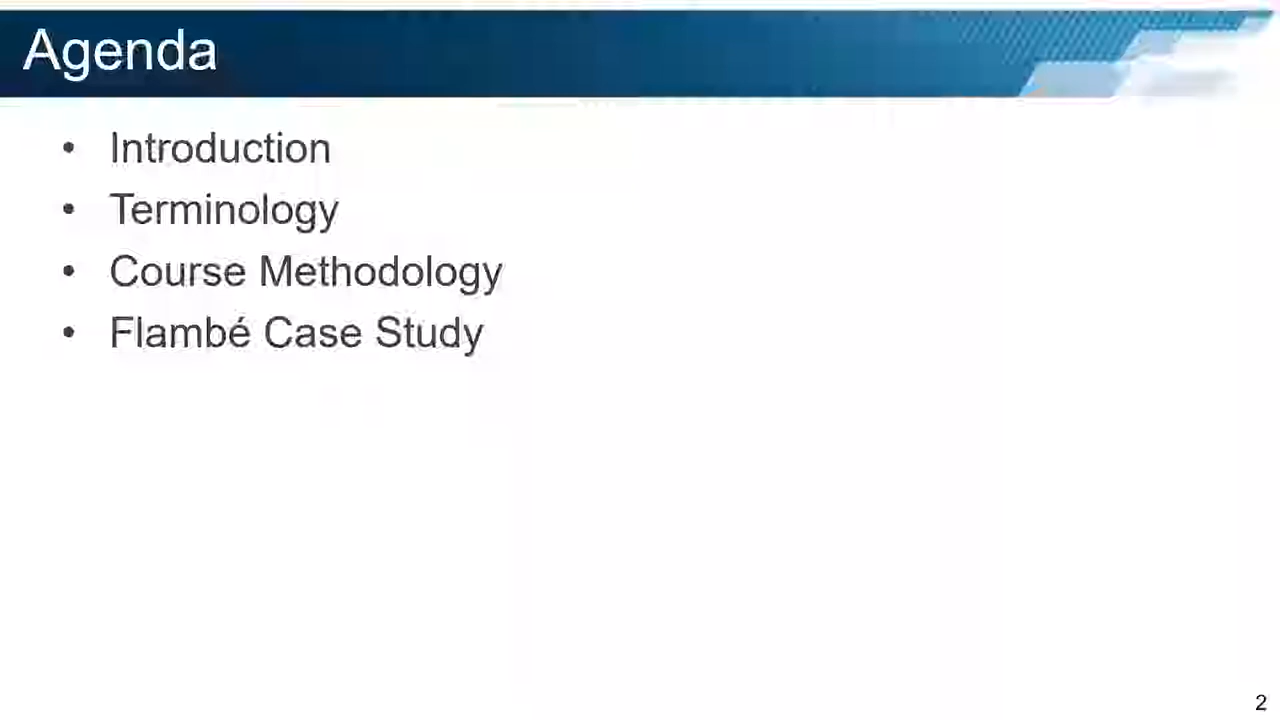 Agenda
• Introduction
• Terminology
• Course Methodology
• Flambé Case Study
2